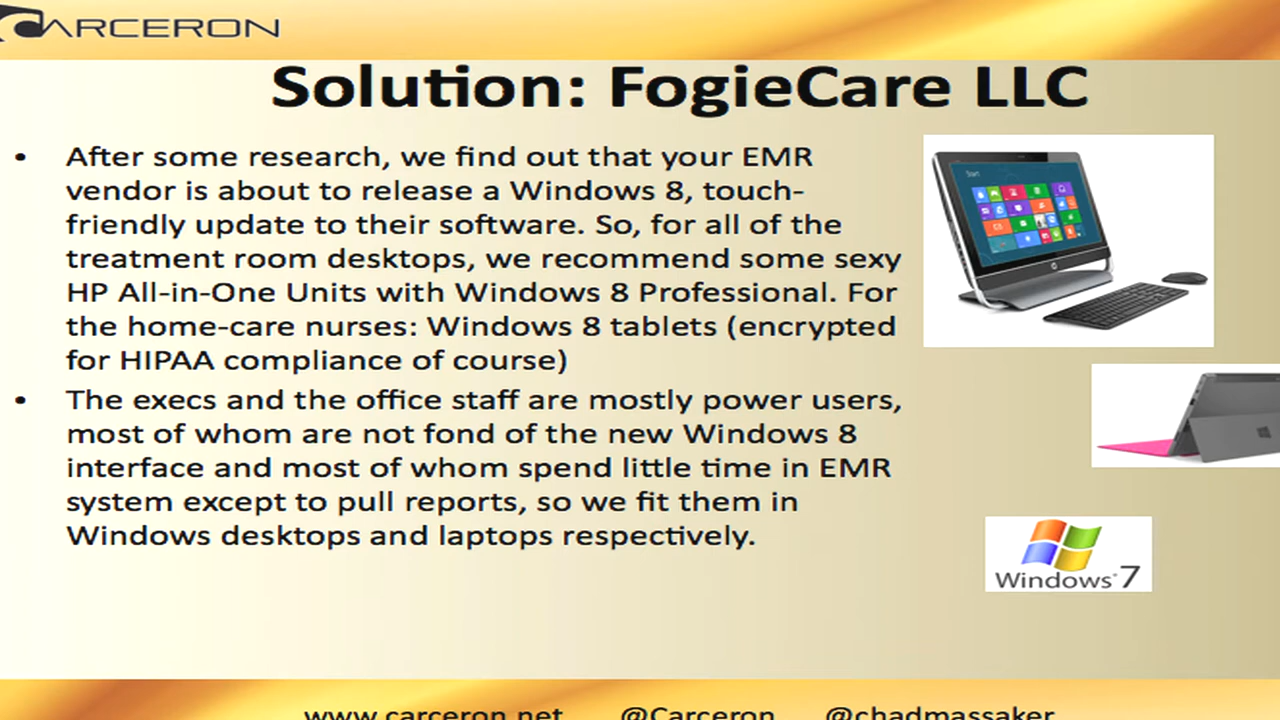 CARCERON
Solution: FogieCare LLC
• After some research, we find out that your EMR
vendor is about to release a Windows 8, touch-
friendly update to their software. So, for all of the
treatment room desktops, we recommend some sexy
HP All-in-One Units with Windows 8 Professional. For
the home-care nurses: Windows 8 tablets (encrypted
for HIPAA compliance of course)
• The execs and the office staff are mostly power users,
most of whom are not fond of the new Windows 8
interface and most of whom spend little time in EMR
system except to pull reports, so we fit them in
Windows desktops and laptops respectively.
Start
Windows 7
www.carceron.net @Carceron @chadmassaker